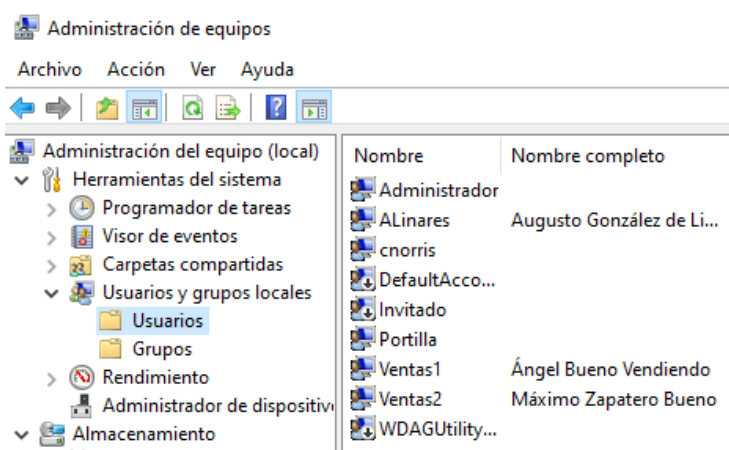 Administración de equipos
Archivo Acción Ver Ayuda
Administración del equipo (local)
Herramientas del sistema
Programador de tareas
Visor de eventos
Carpetas compartidas
Usuarios y grupos locales
Usuarios
Grupos
Rendimiento
Administrador de dispositiv
Almacenamiento
Nombre Nombre completo
Administrador
ALinares Augusto González de Li...
cnorris
DefaultAcco...
Invitado
Portilla
Ventas1 Ángel Bueno Vendiendo
Ventas2 Máximo Zapatero Bueno
WDAGUtility...